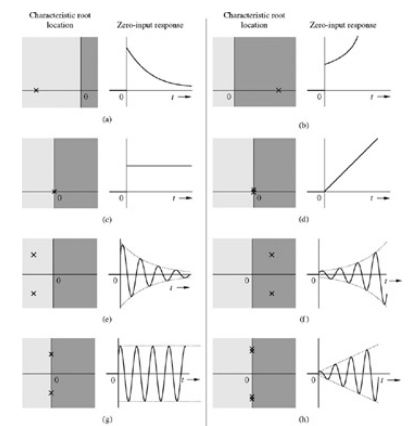 Characteristic root location Zero-input response Characteristic root location Zero-input response
0 0 t
(a)
0 0 t
(b)
0 0 t
(c)
0 0 t
(d)
0 0 t
(e)
0 0 t
(f)
0 0 t
(g)
0 0 t
(h)